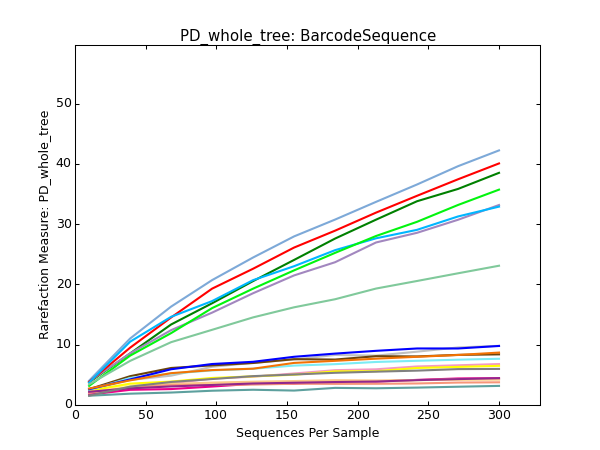 PD_whole_tree: BarcodeSequence
Rarefaction Measure: PD_whole_tree
50
40
30
20
10
0
0 50 100 150 200 250 300
Sequences Per Sample